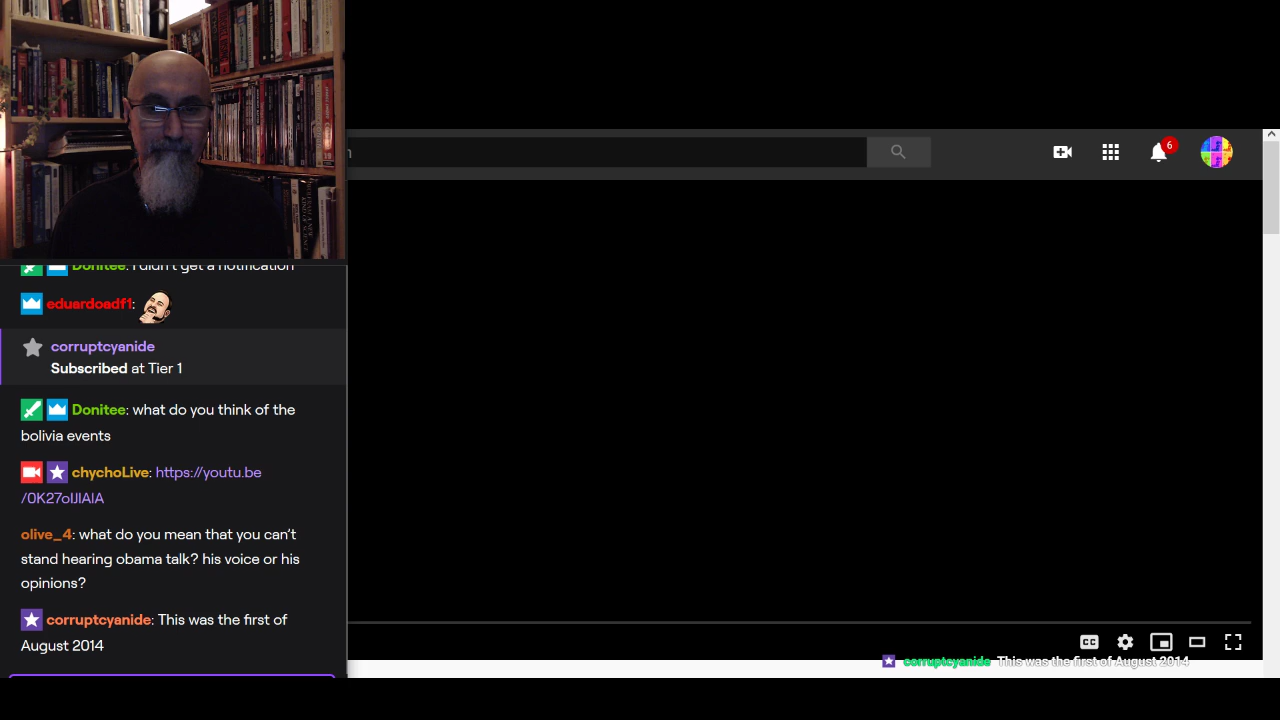 n
6
Donitee: I didn't get a notification
eduardoadf1:
corruptcyanide
Subscribed at Tier 1
Donitee: what do you think of the
bolivia events
chychoLive: https://youtu.be
/0K27olJlAlA
olive_4: what do you mean that you can't
stand hearing obama talk? his voice or his
opinions?
corruptcyanide: This was the first of
August 2014
CC
corruptcyanide This was the first of August 2014